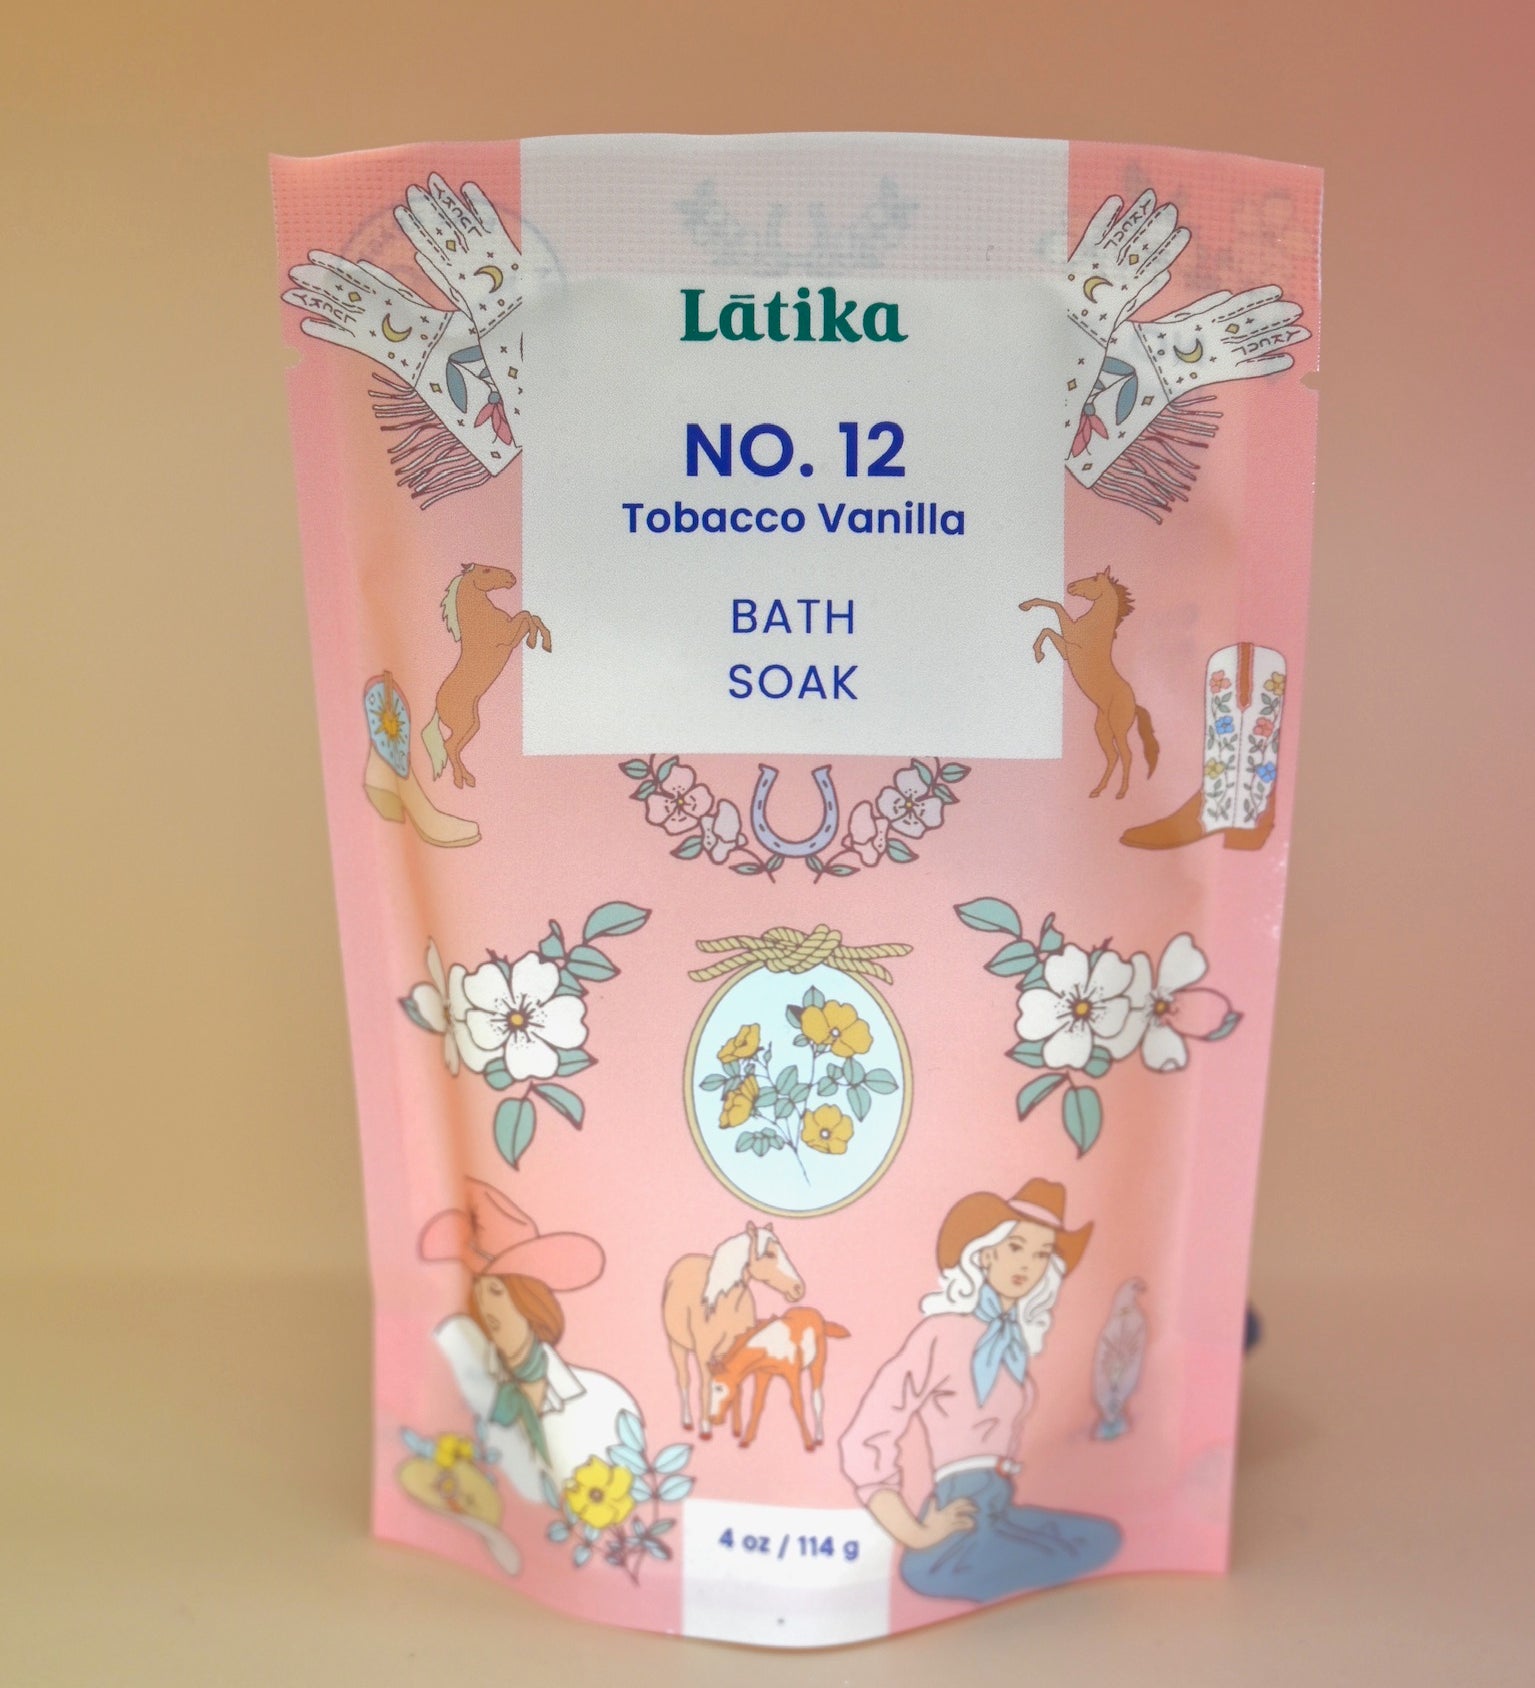 Lātika
NO. 12
Tobacco Vanilla
BATH
SOAK
4 oz / 114 g